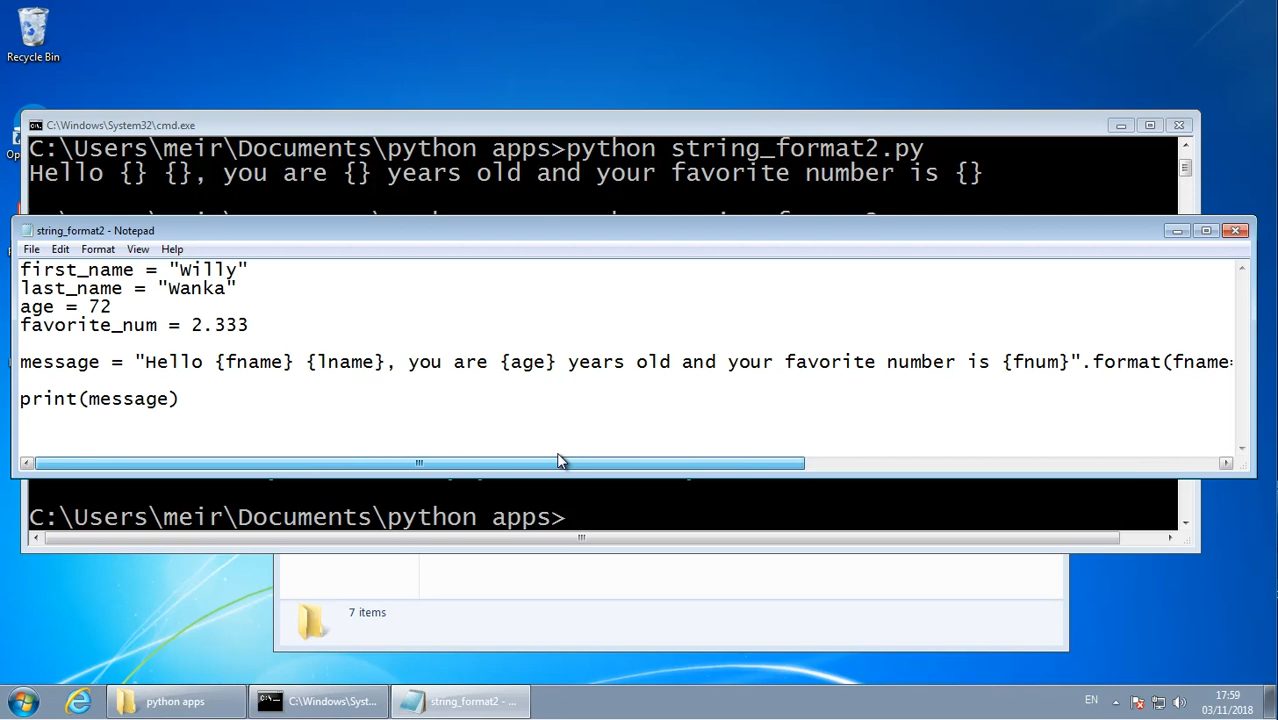 Recycle Bin
C:\Windows\System32\cmd.exe
C:\Users\meir\Documents\python apps>python string_format2.py
Hello {} {}, you are {} years old and your favorite number is {}
string_format2 - Notepad
File Edit Format View Help
first_name = "Willy"
last_name = "Wanka"
age = 72
favorite_num = 2.333
message = "Hello {fname} {lname}, you are {age} years old and your favorite number is {fnum}".format(fname=
print(message)
C:\Users\meir\Documents\python apps>
7 items
python apps
C:\Windows\Syst...
string_format2 - ...
EN
17:59
03/11/2018